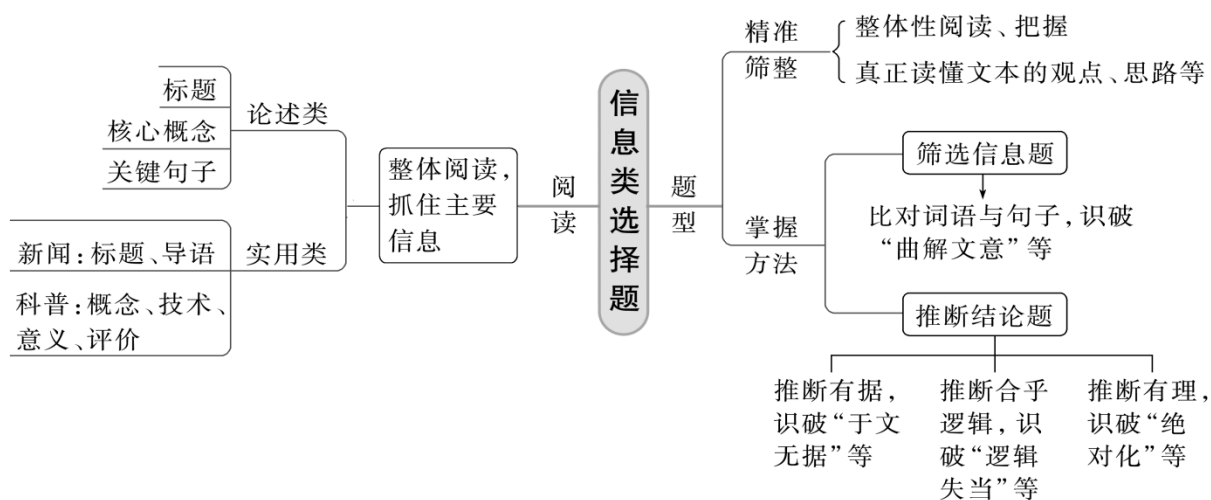 标题
核心概念
关键句子
论述类
新闻:标题、导语
科普:概念、技术、
意义、评价
实用类
整体阅读,
抓住主要
信息
阅
读
信息类选择题
题
型
精准
筛整
整体性阅读、把握
真正读懂文本的观点、思路等
掌握
方法
筛选信息题
比对词语与句子,识破
“曲解文意”等
推断结论题
推断有据,
识破“于文
无据”等
推断合乎
逻辑,识
破“逻辑
失当”等
推断有理,
识破“绝
对化”等